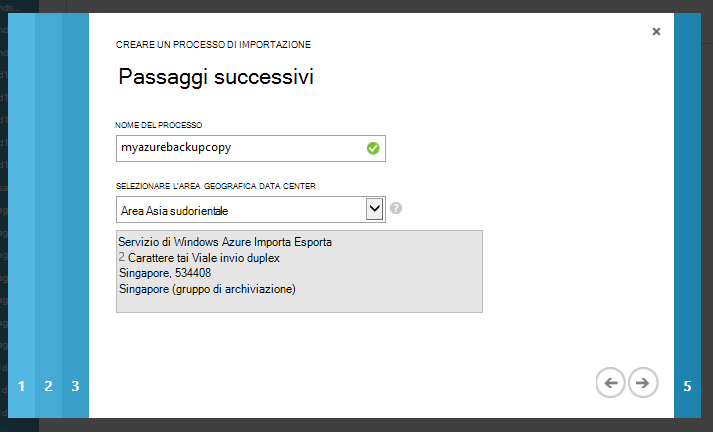 CREARE UN PROCESSO DI IMPORTAZIONE
Passaggi successivi
NOME DEL PROCESSO
myazurebackupcopy
SELEZIONARE L'AREA GEOGRAFICA DATA CENTER
Area Asia sudorientale
Servizio di Windows Azure Importa Esporta
2 Carattere tai Viale invio duplex
Singapore, 534408
Singapore (gruppo di archiviazione)
1 2 3 5